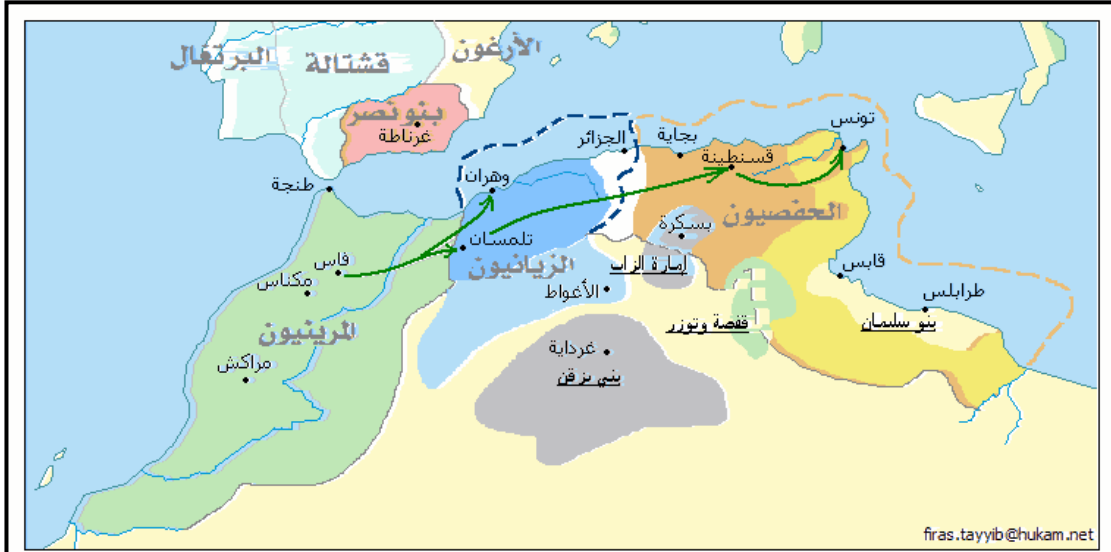 البرتغال
قشتالة
الأرغون
بنو نصر
غرناطة
طنجة
وهران
الجزائر
بجاية
قسنطينة
تونس
تلمسان
الزيانيون
الحفصيون
بسكرة
إمارة الزاب
فاس
مكناس
الأغواط
قابس
طرابلس
بنو سليمان
قفصة وتوزر
المرينيون
مراكش
غرداية
بني يزقن
firas.tayyib@hukam.net